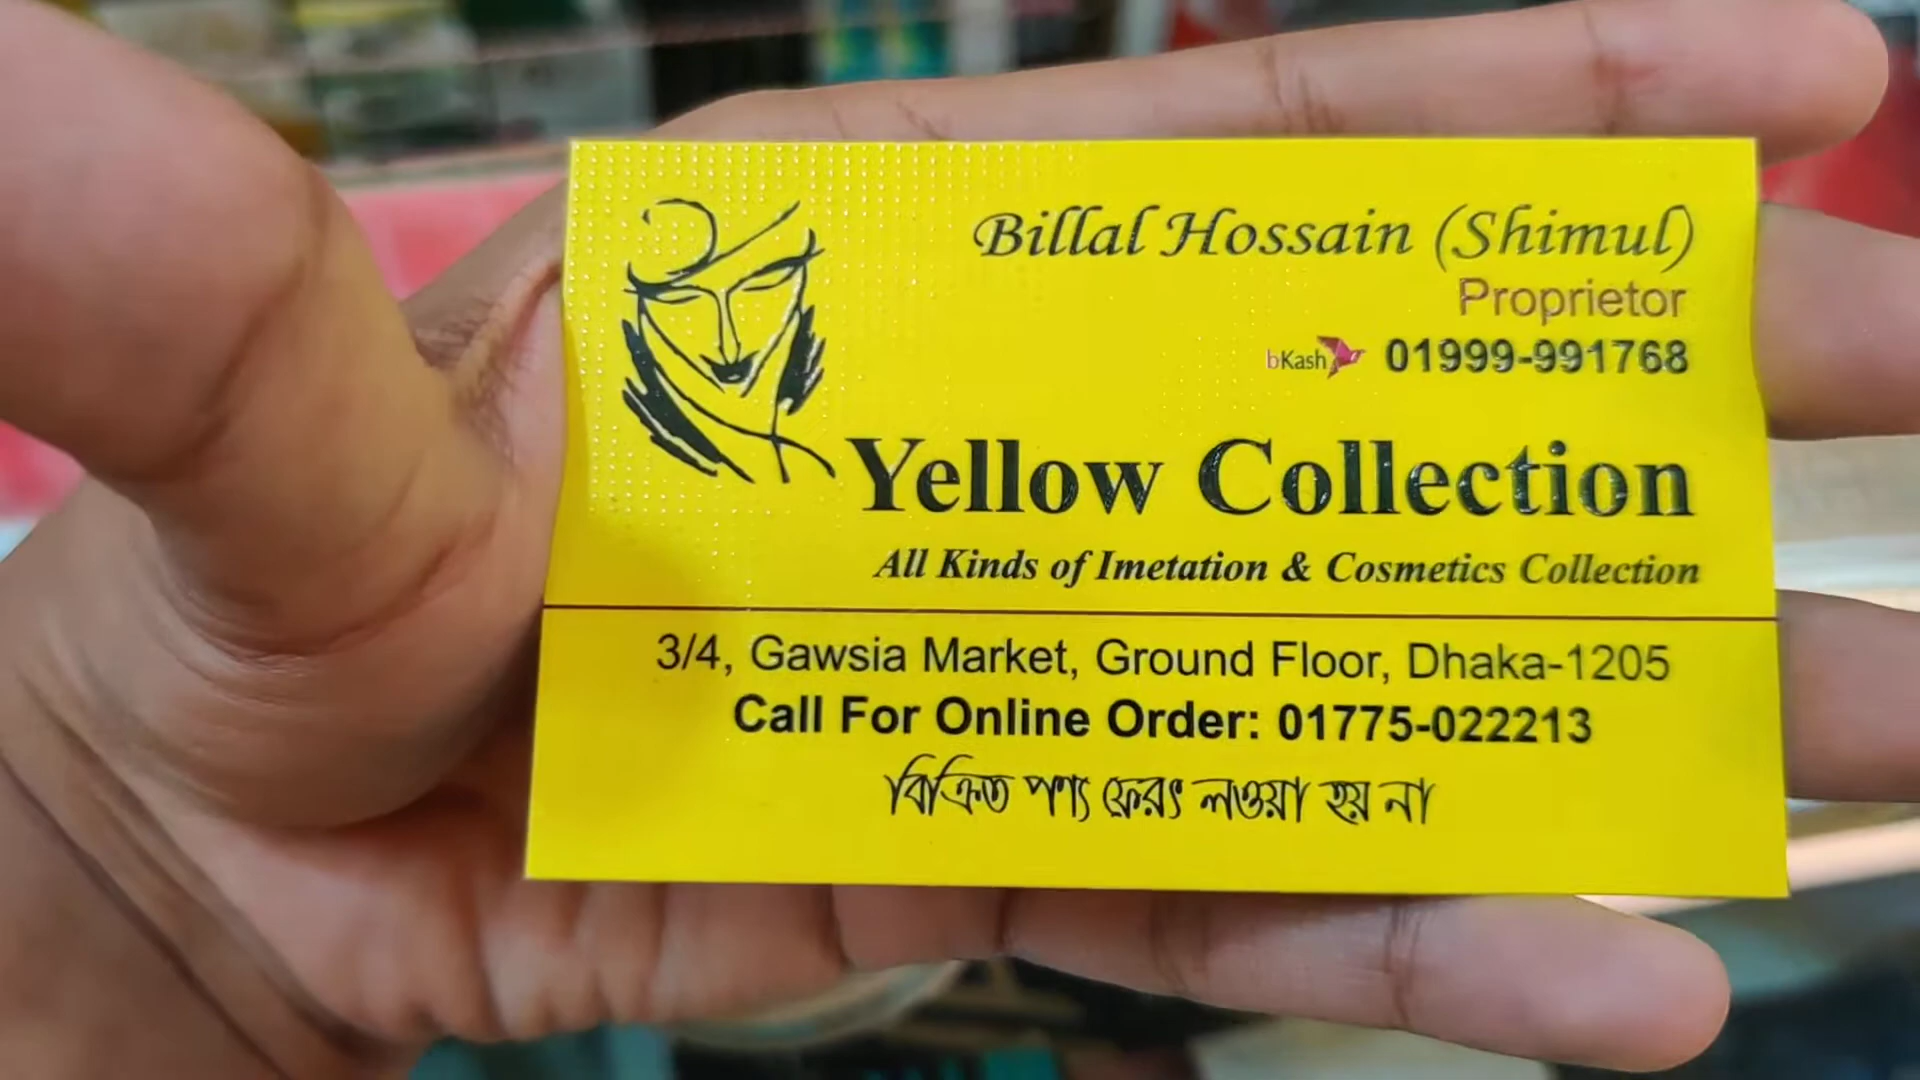 Billal Hossain (Shimul)
Proprietor
bKash 01999-991768
Yellow Collection
All Kinds of Imetation & Cosmetics Collection
3/4, Gawsia Market, Ground Floor, Dhaka-1205
Call For Online Order: 01775-022213
বিক্রিত পণ্য ফেরৎ লওয়া হয় না